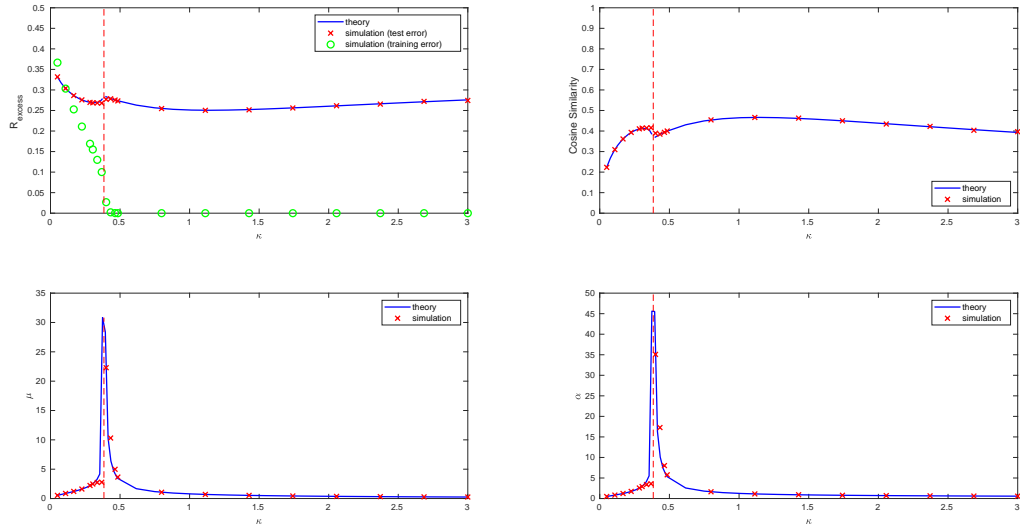 0.5
0.45
0.4
0.35
0.3
0.25
0.2
0.15
0.1
0.05
0
R excess
0 0.5 1 1.5 2 2.5 3
κ
theory
simulation (test error)
simulation (training error)
1
0.9
0.8
0.7
0.6
0.5
0.4
0.3
0.2
0.1
0
Cosine Similarity
0 0.5 1 1.5 2 2.5 3
κ
theory
simulation
35
30
25
20
15
10
5
0
μ
0 0.5 1 1.5 2 2.5 3
κ
theory
simulation
50
45
40
35
30
25
20
15
10
5
0
α
0 0.5 1 1.5 2 2.5 3
κ
theory
simulation